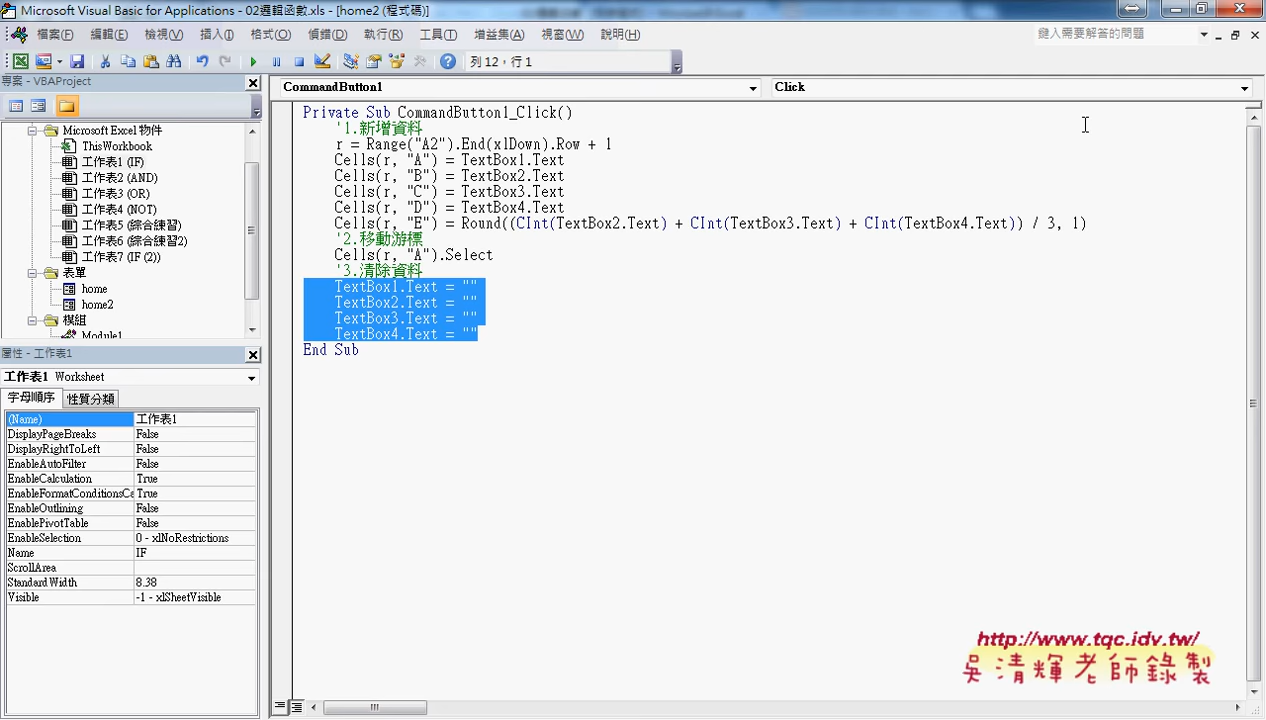 Microsoft Visual Basic for Applications - 02邏輯函數.xls - [home2 (程式碼)]
檔案(F) 編輯(E) 檢視(V) 插入(I) 格式(O) 偵錯(D) 執行(R) 工具(T) 增益集(A) 視窗(W) 說明(H) 鍵入需要解答的問題
列 12，行 1
專案 - VBAProject
CommandButton1 Click
Microsoft Excel 物件
ThisWorkbook
工作表1 (IF)
工作表2 (AND)
工作表3 (OR)
工作表4 (NOT)
工作表5 (綜合練習)
工作表6 (綜合練習2)
工作表7 (IF (2))
表單
home
home2
模組
Module1
Private Sub CommandButton1_Click()
'1.新增資料
r = Range("A2").End(xlDown).Row + 1
Cells(r, "A") = TextBox1.Text
Cells(r, "B") = TextBox2.Text
Cells(r, "C") = TextBox3.Text
Cells(r, "D") = TextBox4.Text
Cells(r, "E") = Round((CInt(TextBox2.Text) + CInt(TextBox3.Text) + CInt(TextBox4.Text)) / 3, 1)
'2.移動游標
Cells(r, "A").Select
'3.清除資料
TextBox1.Text = ""
TextBox2.Text = ""
TextBox3.Text = ""
TextBox4.Text = ""
End Sub
屬性 - 工作表1
工作表1 Worksheet
字母順序 性質分類
(Name) 工作表1
DisplayPageBreaks False
DisplayRightToLeft False
EnableAutoFilter False
EnableCalculation True
EnableFormatConditionsCa True
EnableOutlining False
EnablePivotTable False
EnableSelection 0 - xlNoRestrictions
Name IF
ScrollArea
StandardWidth 8.38
Visible -1 - xlSheetVisible
http://www.tqc.idv.tw/
吳清輝老師錄製